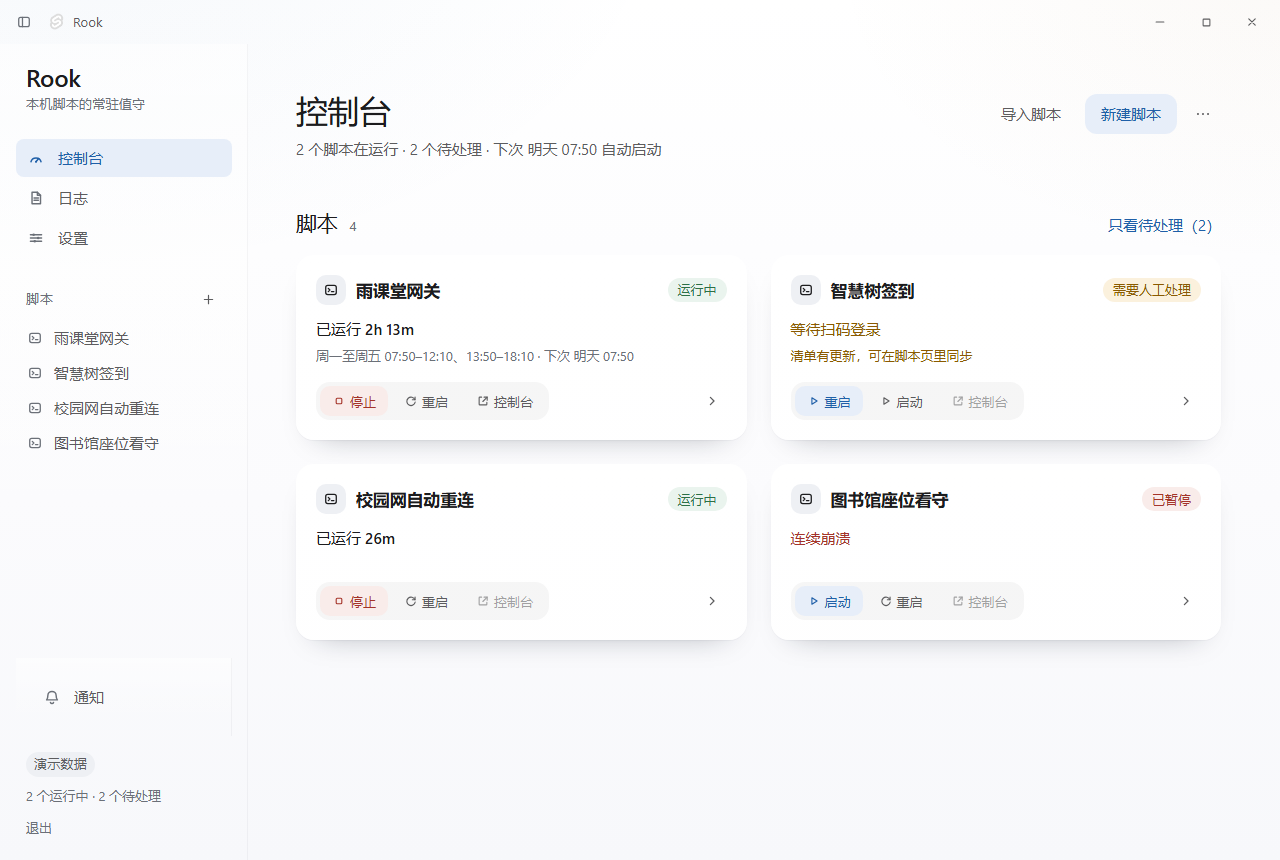 Rook
Rook
本机脚本的常驻值守
控制台
日志
设置
脚本
雨课堂网关
智慧树签到
校园网自动重连
图书馆座位看守
通知
演示数据
2 个运行中 · 2 个待处理
退出
控制台
导入脚本
新建脚本
2 个脚本在运行 · 2 个待处理 · 下次 明天 07:50 自动启动
脚本 4
只看待处理 (2)
雨课堂网关
运行中
已运行 2h 13m
周一至周五 07:50–12:10、13:50–18:10 · 下次 明天 07:50
停止 重启 控制台
智慧树签到
需要人工处理
等待扫码登录
清单有更新，可在脚本页里同步
重启 启动 控制台
校园网自动重连
运行中
已运行 26m
停止 重启 控制台
图书馆座位看守
已暂停
连续崩溃
启动 重启 控制台